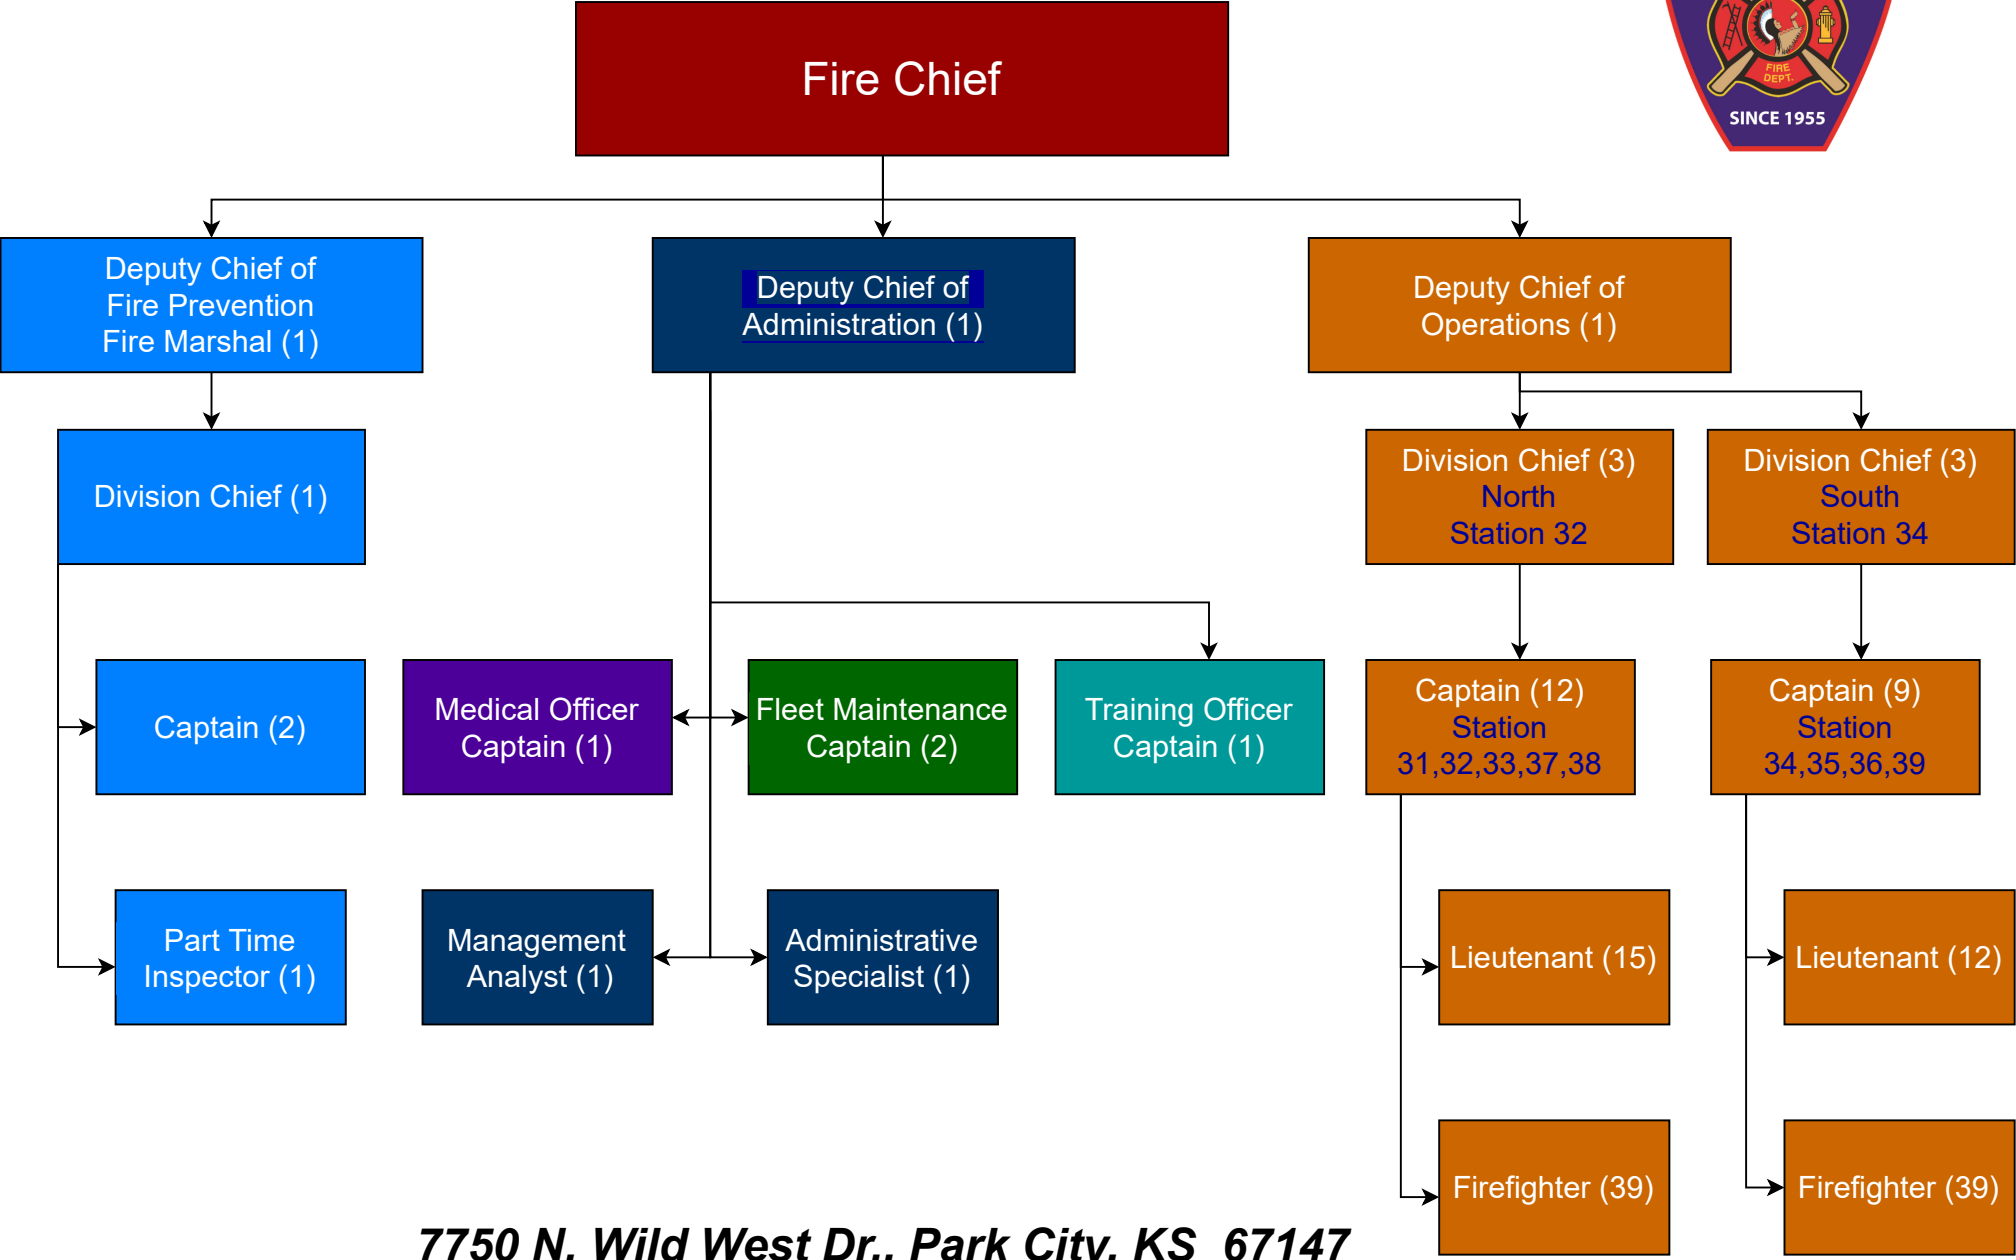 Fire Chief
FIRE
DEPT.
SINCE 1955
Deputy Chief of
Fire Prevention
Fire Marshal (1)
Deputy Chief of
Administration (1)
Deputy Chief of
Operations (1)
Division Chief (1)
Division Chief (3)
North
Station 32
Division Chief (3)
South
Station 34
Captain (2)
Medical Officer
Captain (1)
Fleet Maintenance
Captain (2)
Training Officer
Captain (1)
Captain (12)
Station
31,32,33,37,38
Captain (9)
Station
34,35,36,39
Part Time
Inspector (1)
Management
Analyst (1)
Administrative
Specialist (1)
Lieutenant (15)
Lieutenant (12)
Firefighter (39)
Firefighter (39)
7750 N. Wild West Dr., Park City, KS 67147